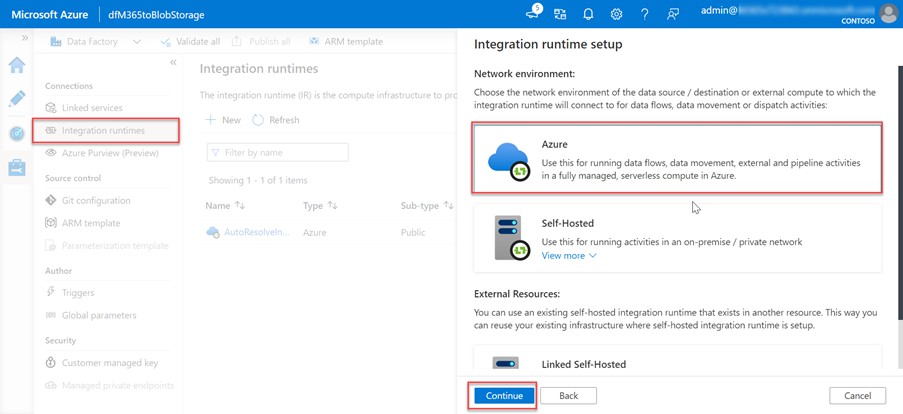 Microsoft Azure | dfM365toBlobStorage
5
admin@
CONTOSO
»
Data Factory
Validate all
Publish all
ARM template
«
Connections
Linked services
Integration runtimes
Azure Purview (Preview)
Source control
Git configuration
ARM template
Parameterization template
Author
Triggers
Global parameters
Security
Customer managed key
Managed private endpoints
Integration runtimes
The integration runtime (IR) is the compute infrastructure to pro
New
Refresh
Filter by name
Showing 1 - 1 of 1 items
Name Type Sub-type
AutoResolveIn... Azure Public
Integration runtime setup
Network environment:
Choose the network environment of the data source / destination or external compute to which the
integration runtime will connect to for data flows, data movement or dispatch activities:
Azure
Use this for running data flows, data movement, external and pipeline activities
in a fully managed, serverless compute in Azure.
Self-Hosted
Use this for running activities in an on-premise / private network
View more
External Resources:
You can use an existing self-hosted integration runtime that exists in another resource. This way you
can reuse your existing infrastructure where self-hosted integration runtime is setup.
Linked Self-Hosted
Continue
Back
Cancel